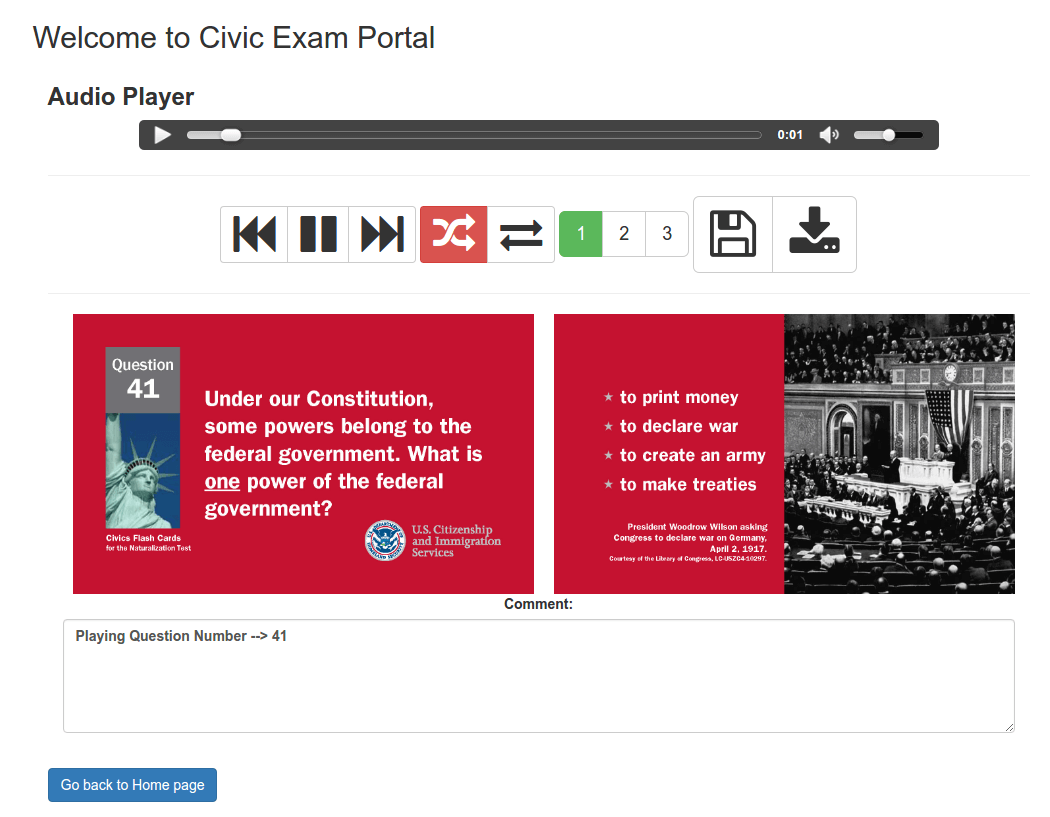 Welcome to Civic Exam Portal
Audio Player
0:01
1 2 3
Question
41
Under our Constitution,
some powers belong to the
federal government. What is
one power of the federal
government?
Civics Flash Cards
for the Naturalization Test
U.S. Citizenship
and Immigration
Services
★ to print money
★ to declare war
★ to create an army
★ to make treaties
President Woodrow Wilson asking
Congress to declare war on Germany,
April 2, 1917.
Courtesy of the Library of Congress, LC-USZC4-10297.
Comment:
Playing Question Number --> 41
Go back to Home page